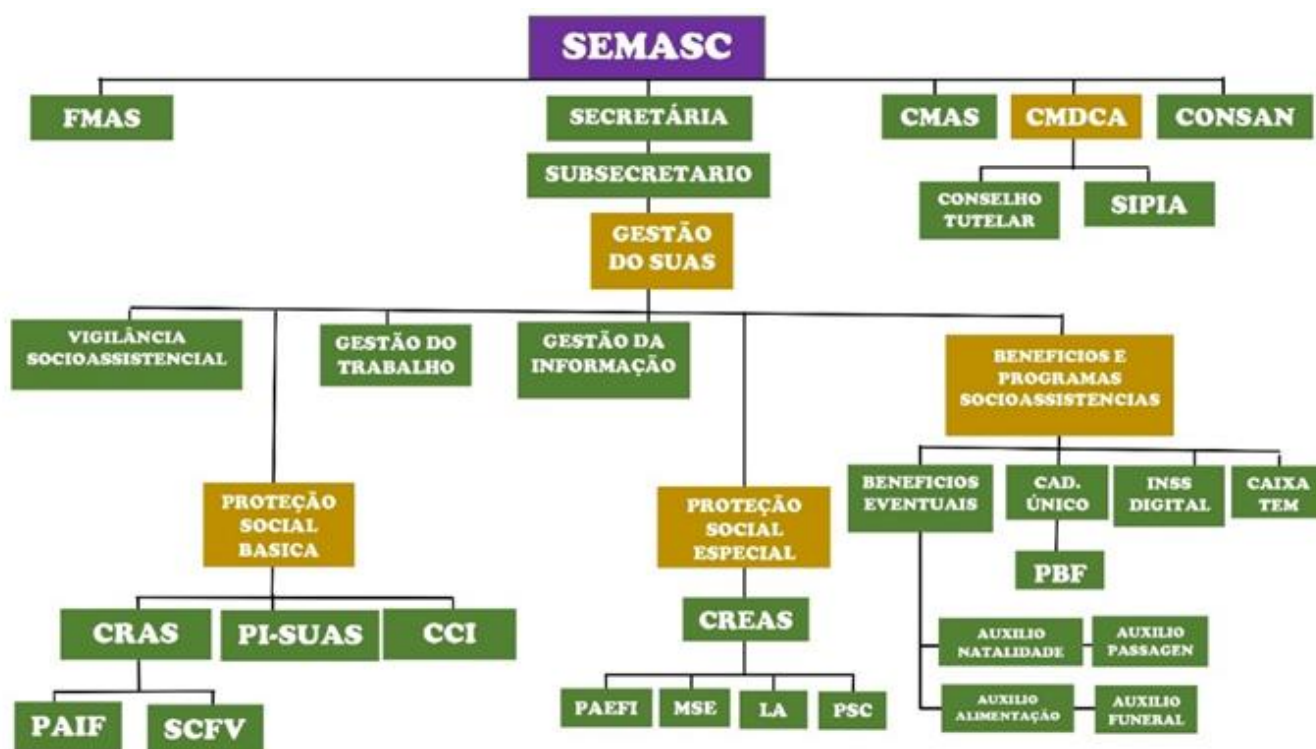 SEMASC
FMAS
SECRETÁRIA
CMAS
CMDCA
CONSAN
SUBSECRETARIO
CONSELHO
TUTELAR
SIPIA
GESTÃO
DO SUAS
VIGILÂNCIA
SOCIOASSISTENCIAL
GESTÃO DO
TRABALHO
GESTÃO DA
INFORMAÇÃO
BENEFICIOS E
PROGRAMAS
SOCIOASSISTENCIAS
PROTEÇÃO
SOCIAL
BASICA
PROTEÇÃO
SOCIAL
ESPECIAL
BENEFICIOS
EVENTUAIS
CAD.
ÚNICO
INSS
DIGITAL
CAIXA
TEM
PBF
CRAS
PI-SUAS
CCI
CREAS
AUXILIO
NATALIDADE
AUXILIO
PASSAGEN
PAIF
SCFV
PAEFI
MSE
LA
PSC
AUXILIO
ALIMENTAÇÃO
AUXILIO
FUNERAL